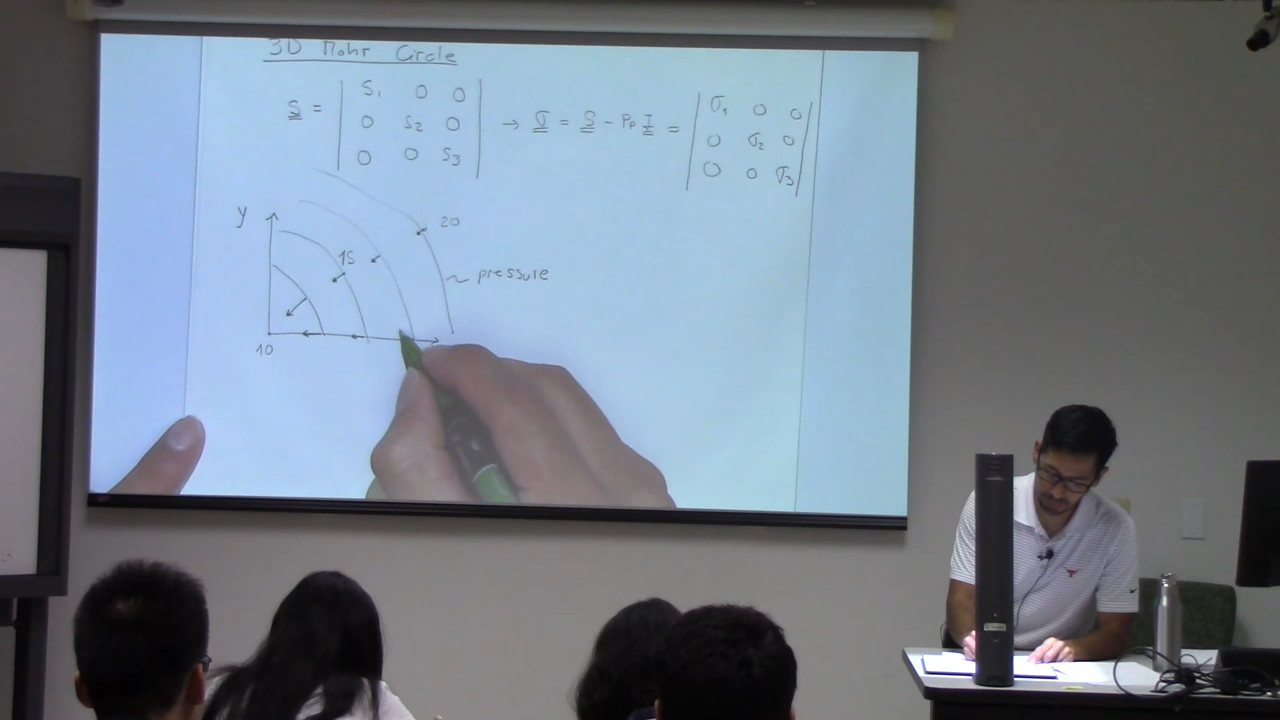 3D Mohr Circle
S = | S₁ 0 0 | → σ = S - Pp I = | σ₁ 0 0 |
| 0 S₂ 0 | | 0 σ₂ 0 |
| 0 0 S₃ | | 0 0 σ₃ |
y
20
15
~ pressure
10